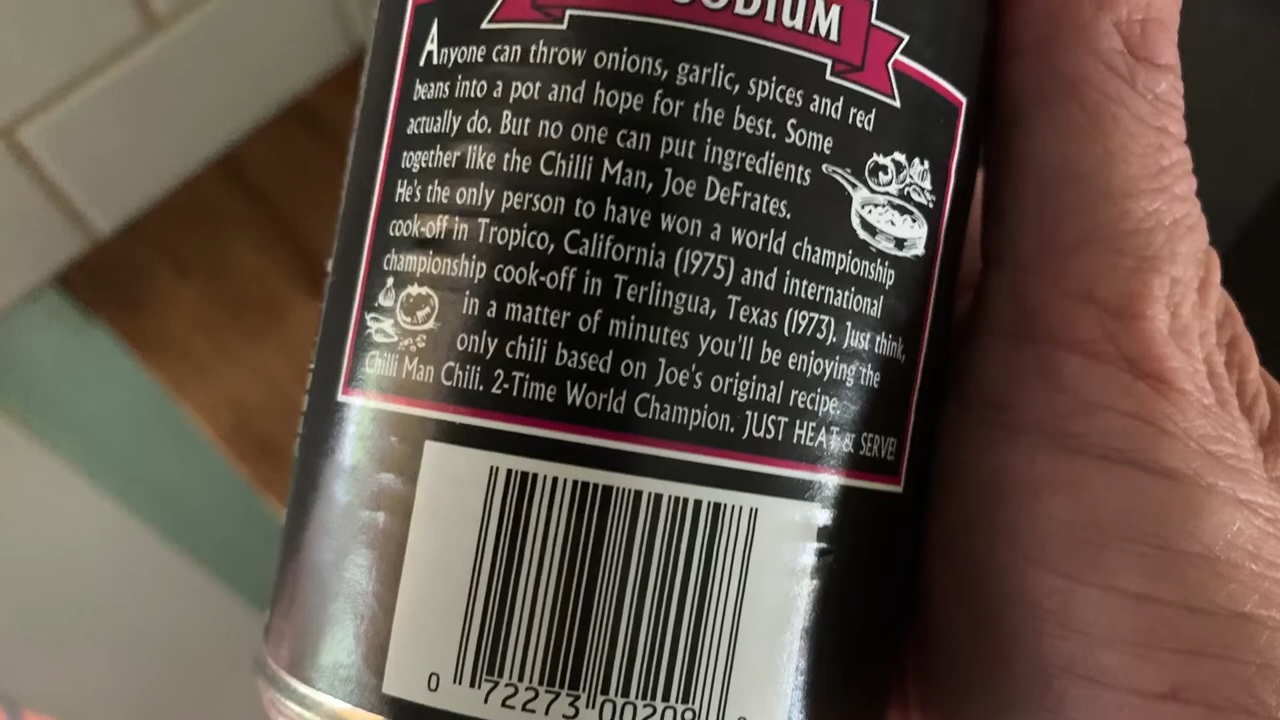 SODIUM
Anyone can throw onions, garlic, spices and red
beans into a pot and hope for the best. Some
actually do. But no one can put ingredients
together like the Chilli Man, Joe DeFrates.
He's the only person to have won a world championship
cook-off in Tropico, California (1975) and international
championship cook-off in Terlingua, Texas (1973). Just think,
in a matter of minutes you'll be enjoying the
only chili based on Joe's original recipe.
Chilli Man Chili. 2-Time World Champion. JUST HEAT & SERVE!
0 72273 00209